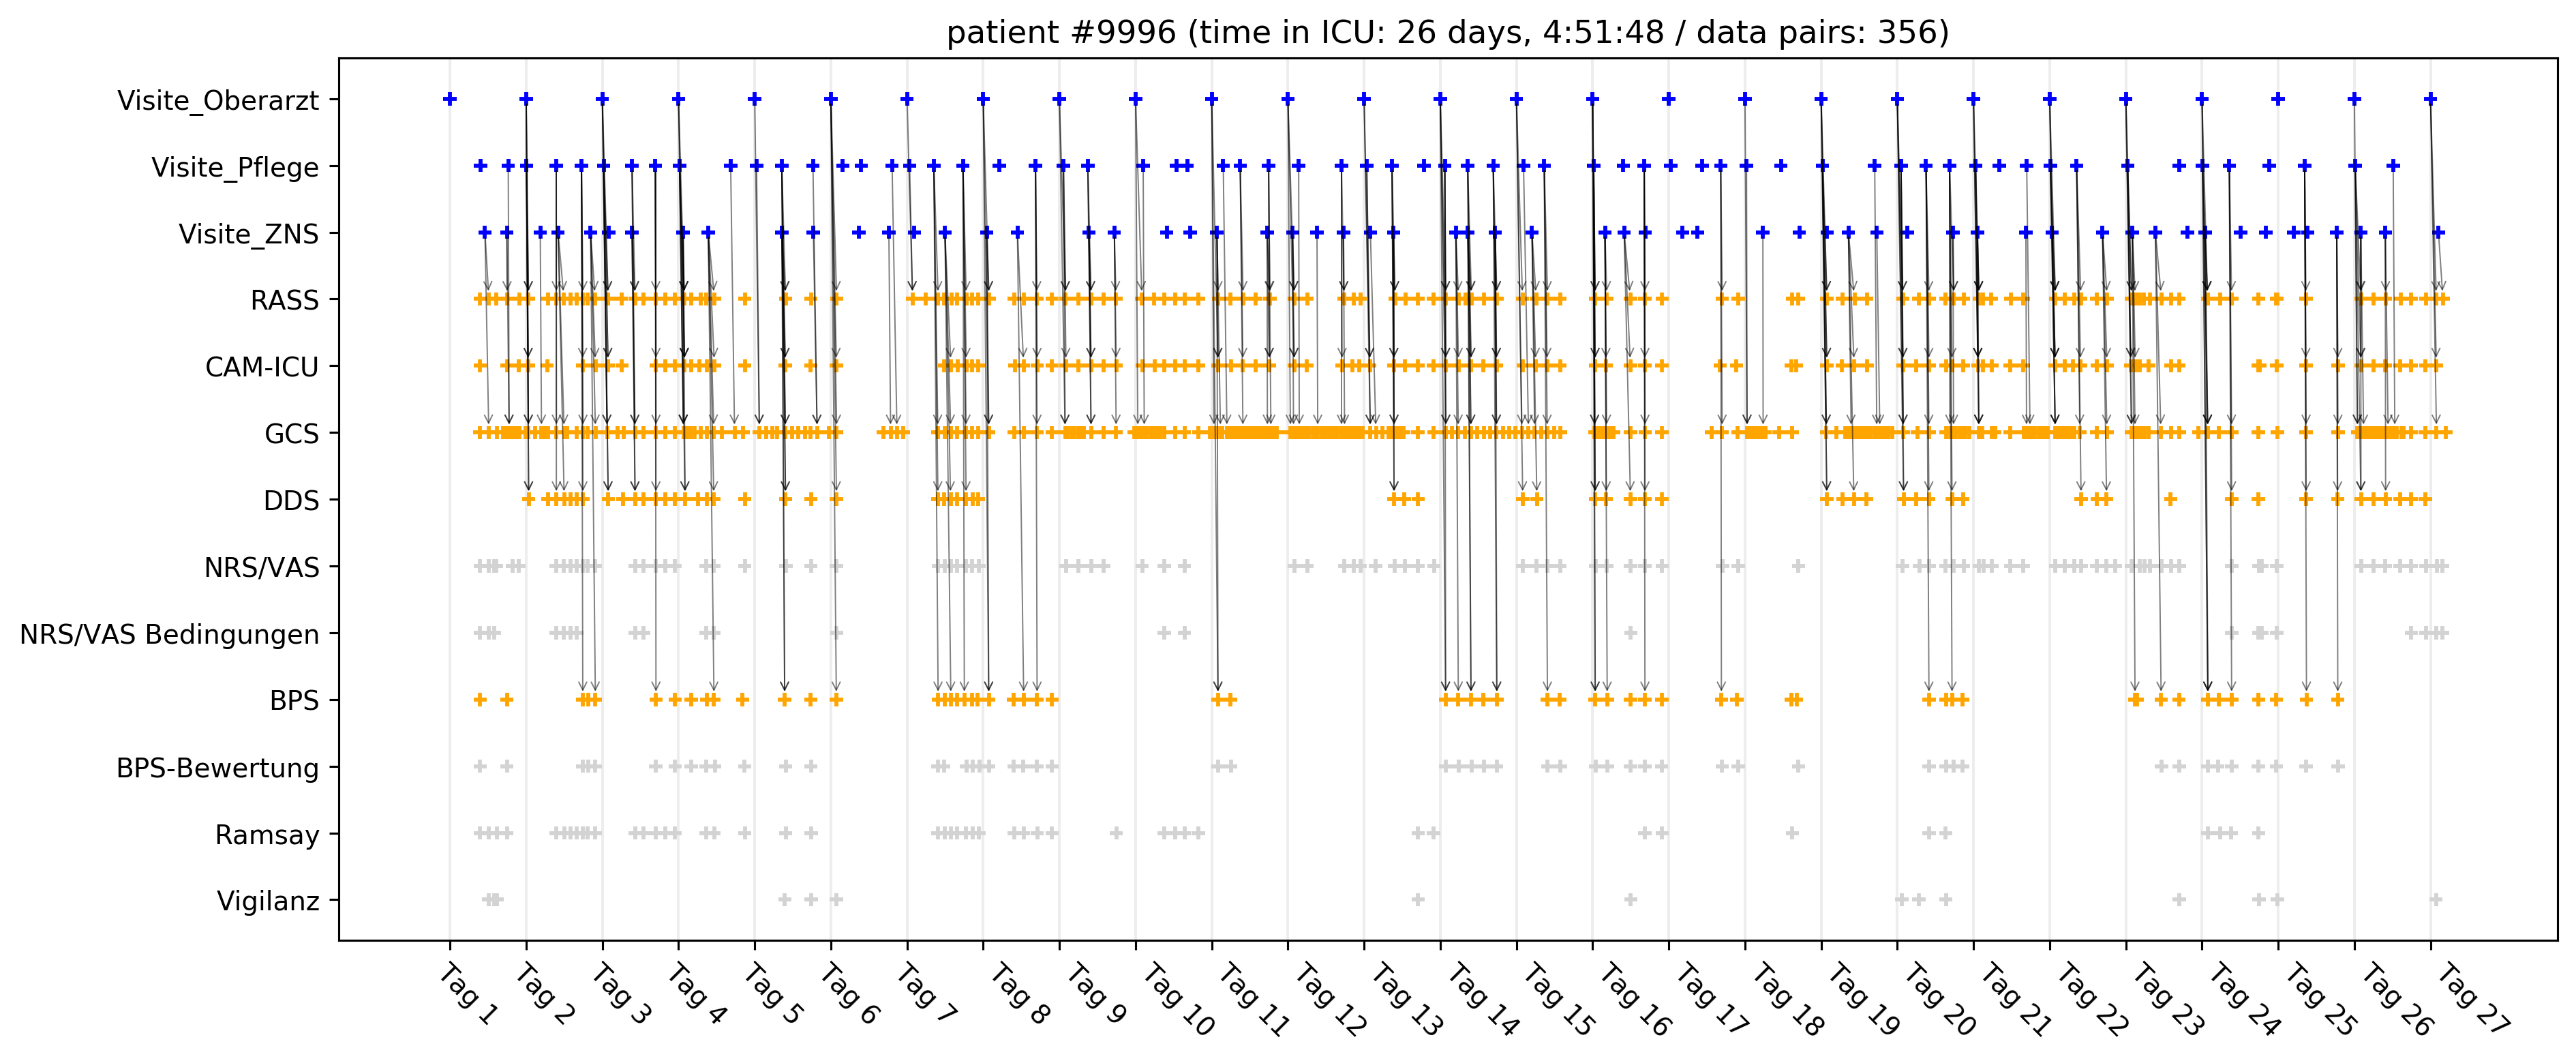 patient #9996 (time in ICU: 26 days, 4:51:48 / data pairs: 356)
Visite_Oberarzt
Visite_Pflege
Visite_ZNS
RASS
CAM-ICU
GCS
DDS
NRS/VAS
NRS/VAS Bedingungen
BPS
BPS-Bewertung
Ramsay
Vigilanz
Tag 1
Tag 2
Tag 3
Tag 4
Tag 5
Tag 6
Tag 7
Tag 8
Tag 9
Tag 10
Tag 11
Tag 12
Tag 13
Tag 14
Tag 15
Tag 16
Tag 17
Tag 18
Tag 19
Tag 20
Tag 21
Tag 22
Tag 23
Tag 24
Tag 25
Tag 26
Tag 27